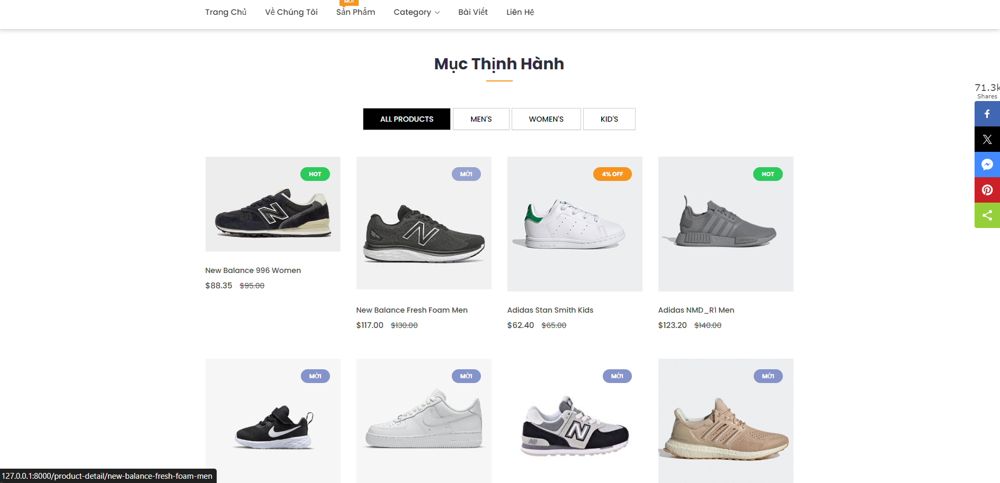 MỚI
Trang Chủ Về Chúng Tôi Sản Phẩm Category Bài Viết Liên Hệ
Mục Thịnh Hành
71.3k
Shares
ALL PRODUCTS MEN'S WOMEN'S KID'S
HOT MỚI 4% OFF HOT
New Balance 996 Women
$88.35 $95.00
New Balance Fresh Foam Men Adidas Stan Smith Kids Adidas NMD_R1 Men
$117.00 $130.00 $62.40 $65.00 $123.20 $140.00
MỚI MỚI MỚI MỚI
127.0.0.1:8000/product-detail/new-balance-fresh-foam-men